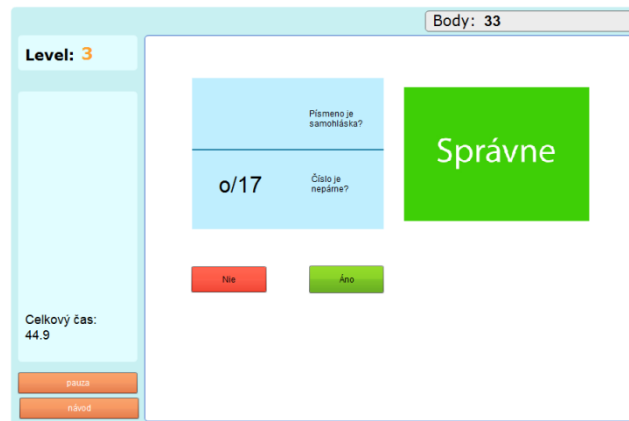 Body: 33
Level: 3
Písmeno je
samohláska?
o/17
Číslo je
nepárne?
Správne
Nie
Áno
Celkový čas:
44.9
pauza
návod